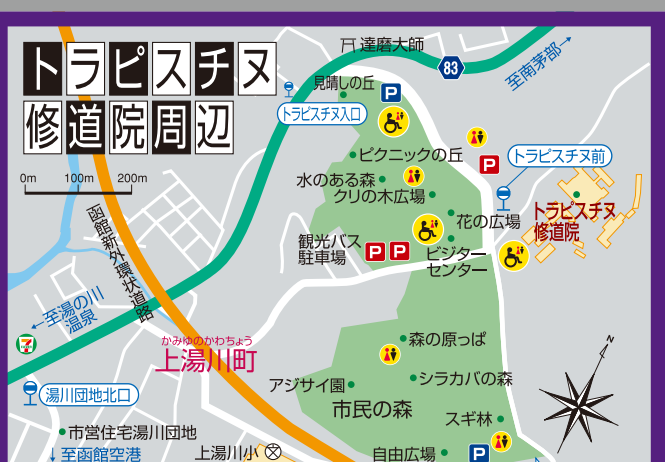 トラピスチヌ
修道院周辺
0m 100m 200m
達磨大師
83
至南茅部→
見晴しの丘
P
トラピスチヌ入口
ピクニックの丘
P
トラピスチヌ前
水のある森
クリの木広場
花の広場
トラピスチヌ
修道院
観光バス
駐車場
P P
ビジター
センター
函館新外環状道路
←至湯の川
温泉
7
かみゆのかわちょう
上湯川町
森の原っぱ
N
アジサイ園
シラカバの森
湯川団地北口
市民の森
スギ林
市営住宅湯川団地
↓至函館空港
上湯川小
文
自由広場
P